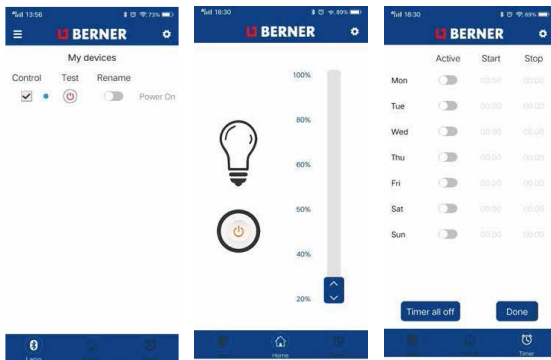 13:56
73%
BERNER
My devices
Control Test Rename
Power On
Lamp
18:30
89%
BERNER
100%
80%
60%
50%
40%
20%
Home
18:30
89%
BERNER
Active Start Stop
Mon 00:00 00:00
Tue 00:00 00:00
Wed 00:00 00:00
Thu 00:00 00:00
Fri 00:00 00:00
Sat 00:00 00:00
Sun 00:00 00:00
Timer all off Done
Timer